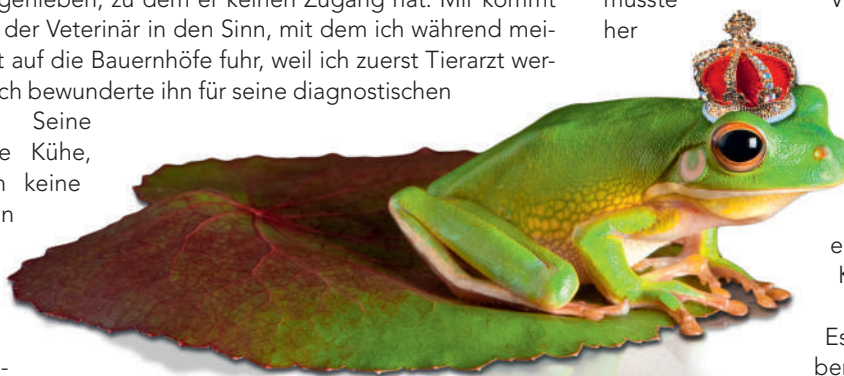 genießen, zu dem er keinen Zugang hat. Mir kommt
der Veterinär in den Sinn, mit dem ich während mei-
t auf die Bauernhöfe fuhr, weil ich zuerst Tierarzt wer-
ch bewunderte ihn für seine diagnostischen
Seine
e Kühe,
n keine
n
-
musste
her
V
e
K
Es
ber